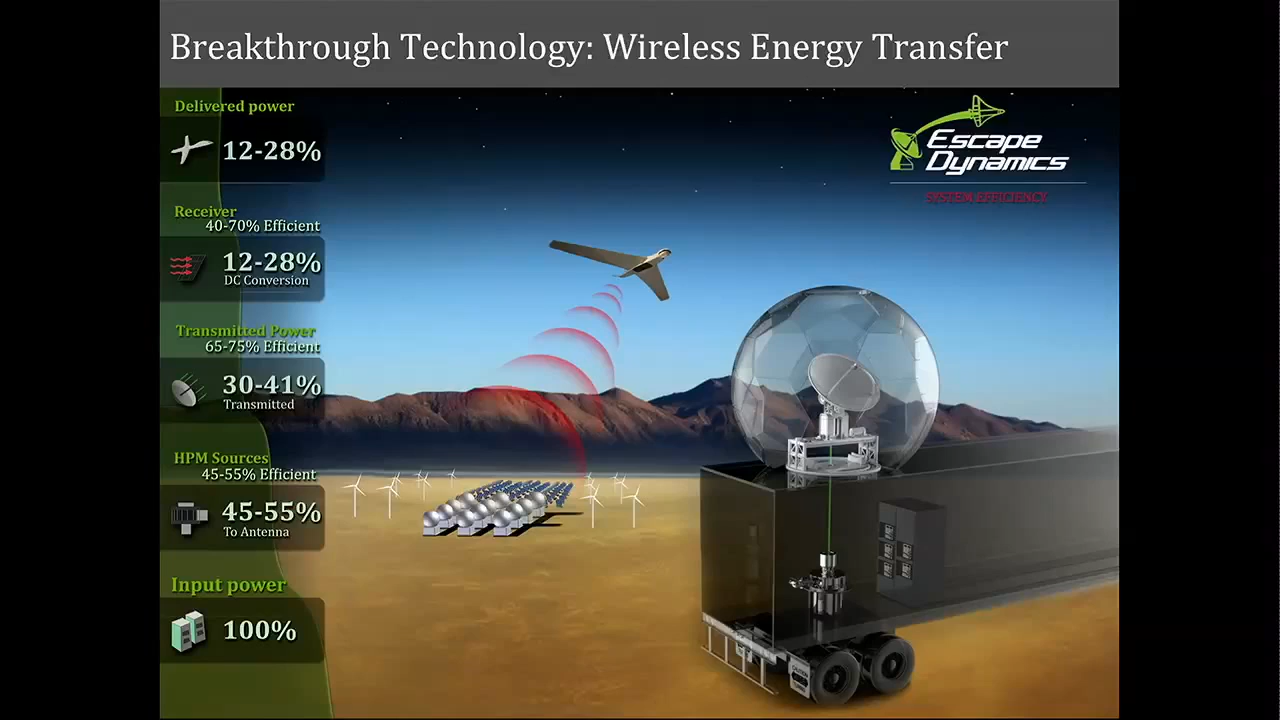 Breakthrough Technology: Wireless Energy Transfer
Delivered power
12-28%
Escape
Dynamics
SYSTEM EFFICIENCY
Receiver
40-70% Efficient
12-28%
DC Conversion
Transmitted Power
65-75% Efficient
30-41%
Transmitted
HPM Sources
45-55% Efficient
45-55%
To Antenna
Input power
100%